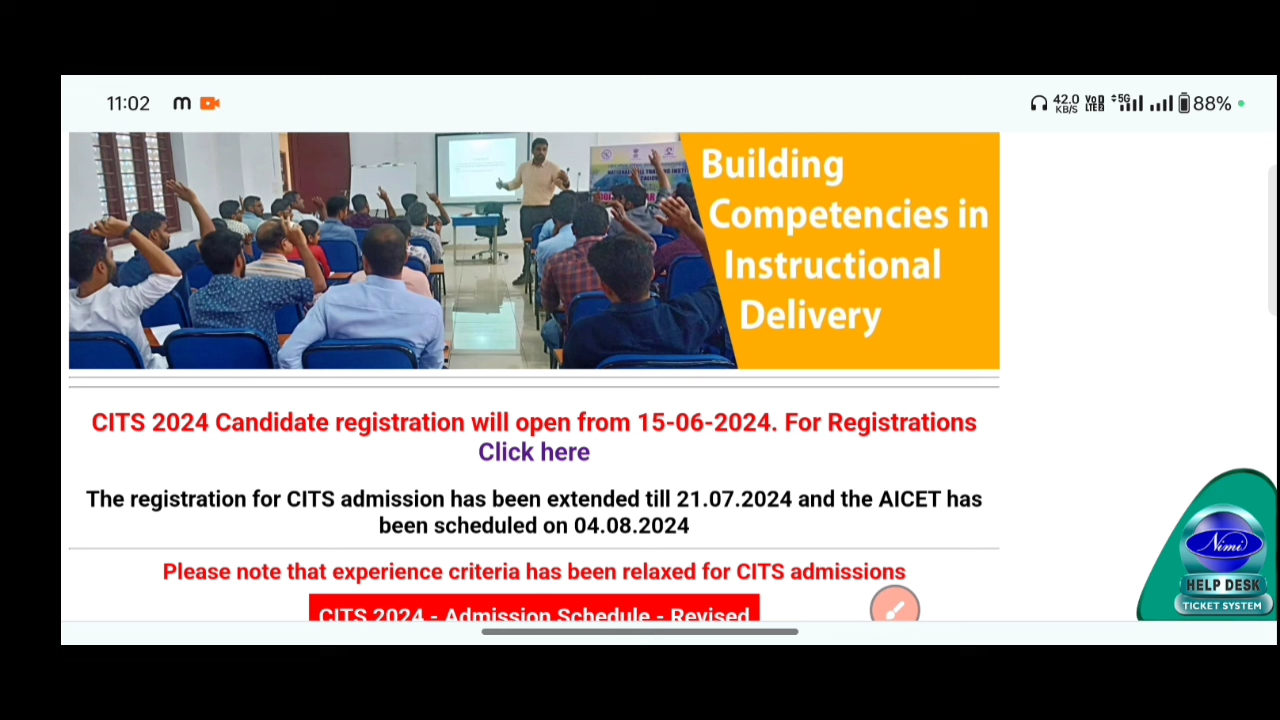 11:02 m 42.0 KB/S Vo LTE 5G 88%
Building
Competencies in
Instructional
Delivery
CITS 2024 Candidate registration will open from 15-06-2024. For Registrations
Click here
The registration for CITS admission has been extended till 21.07.2024 and the AICET has
been scheduled on 04.08.2024
Please note that experience criteria has been relaxed for CITS admissions
CITS 2024 - Admission Schedule - Revised
Nimi
HELP DESK
TICKET SYSTEM